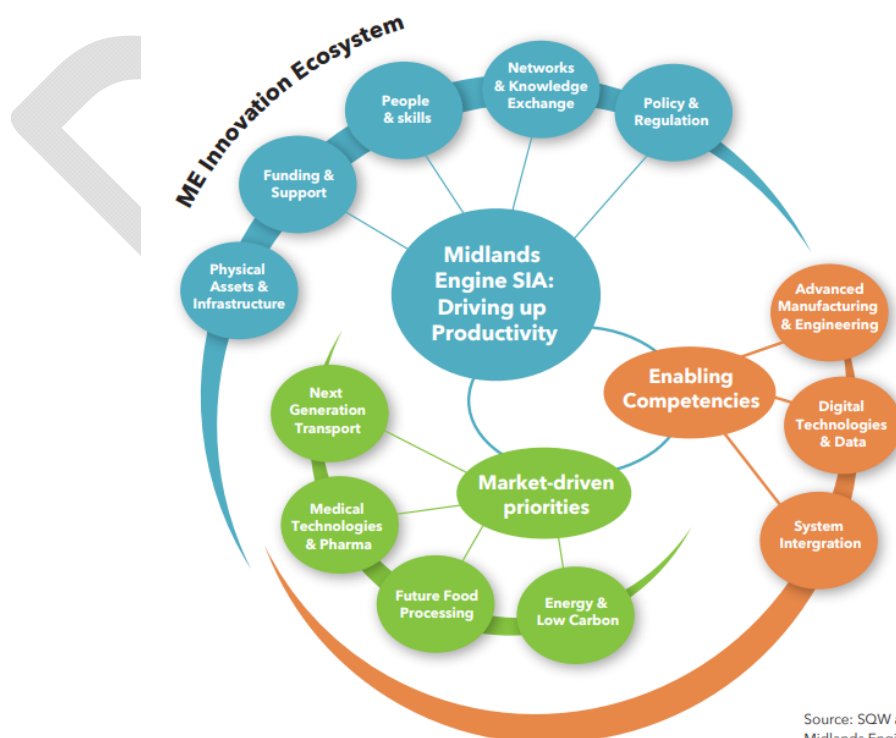 ME Innovation Ecosystem
Networks
& Knowledge
Exchange
People
& skills
Policy &
Regulation
Funding &
Support
Physical
Assets &
Infrastructure
Midlands
Engine SIA:
Driving up
Productivity
Advanced
Manufacturing
& Engineering
Enabling
Competencies
Digital
Technologies
& Data
System
Intergration
Next
Generation
Transport
Market-driven
priorities
Medical
Technologies
& Pharma
Future Food
Processing
Energy &
Low Carbon
Source: SQW
Midlands